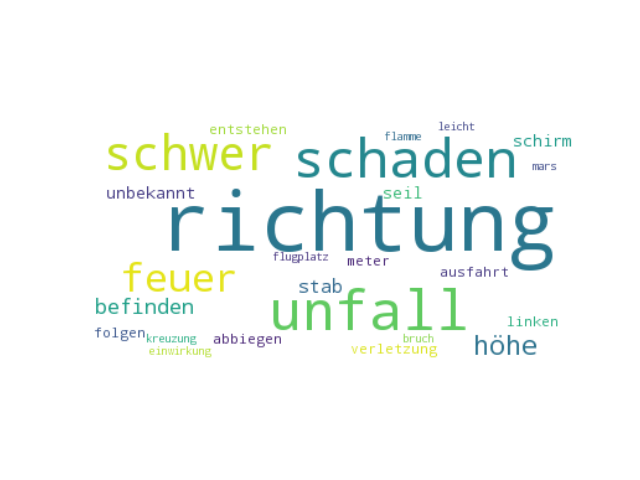 entstehen
flamme
leicht
schwer
schaden
schirm
mars
unbekannt
richtung
seil
flugplatz
meter
ausfahrt
feuer
stab
befinden
unfall
linken
folgen
kreuzung
abbiegen
bruch
höhe
einwirkung
verletzung